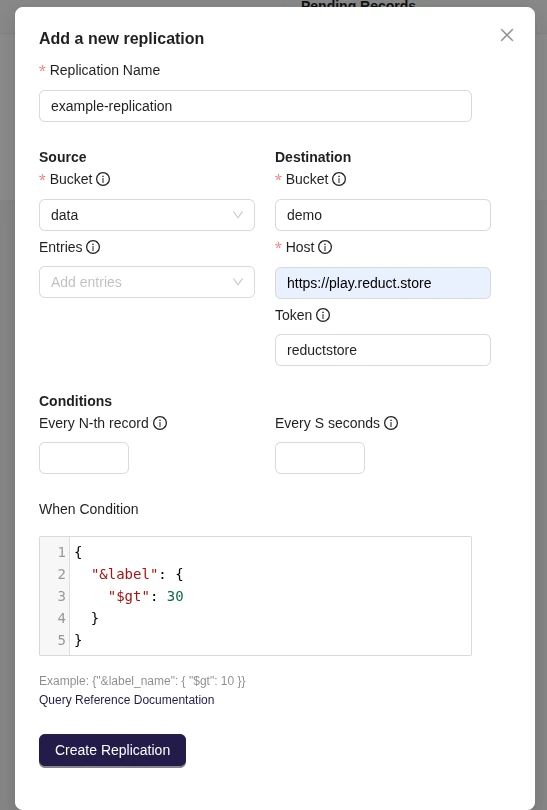 Pending Records
Add a new replication
* Replication Name
example-replication
Source
* Bucket
data
Entries
Add entries
Destination
* Bucket
demo
* Host
https://play.reduct.store
Token
reductstore
Conditions
Every N-th record
Every S seconds
When Condition
1 {
2   "&label": {
3     "$gt": 30
4   }
5 }
Example: {"&label_name": { "$gt": 10 }}
Query Reference Documentation
Create Replication